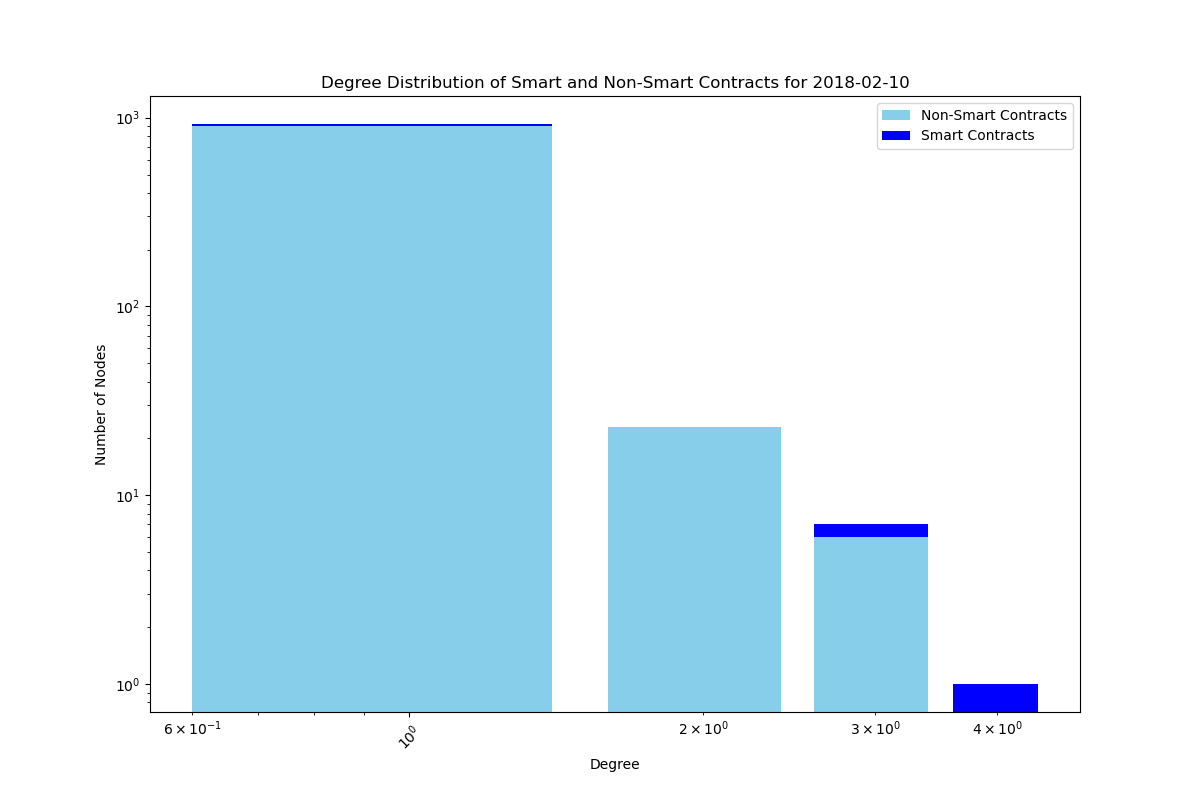 Degree Distribution of Smart and Non-Smart Contracts for 2018-02-10
Non-Smart Contracts
Smart Contracts
Number of Nodes
10³
10²
10¹
10⁰
6 × 10⁻¹
10⁰
2 × 10⁰
3 × 10⁰
4 × 10⁰
Degree